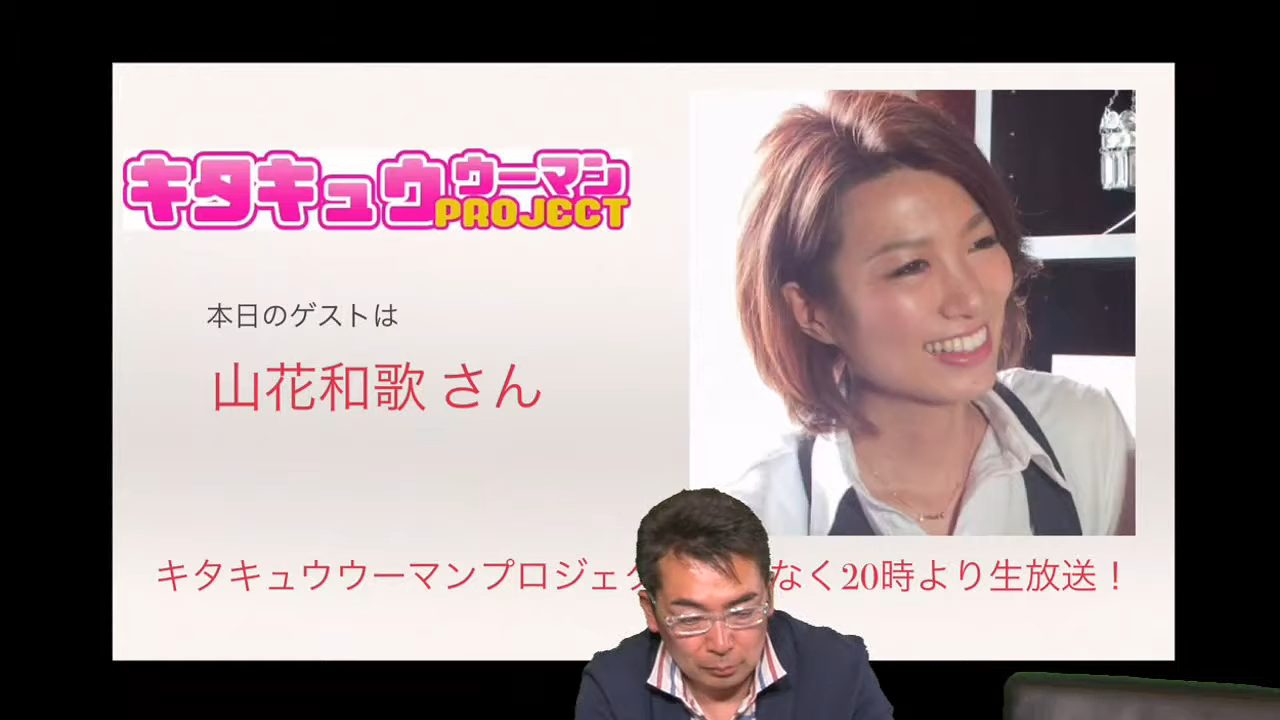 キタキュウウーマン
PROJECT
本日のゲストは
山花和歌 さん
キタキュウウーマンプロジェク なく20時より生放送！